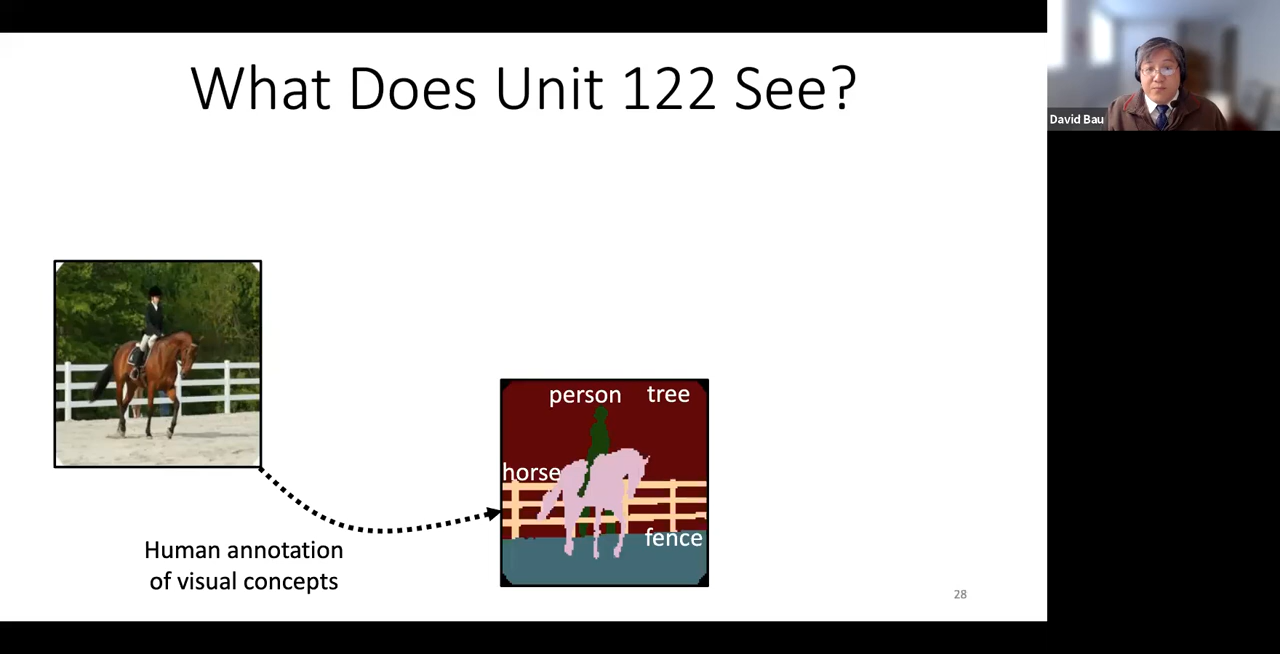 What Does Unit 122 See?
David Bau
person tree
horse
fence
Human annotation
of visual concepts
28